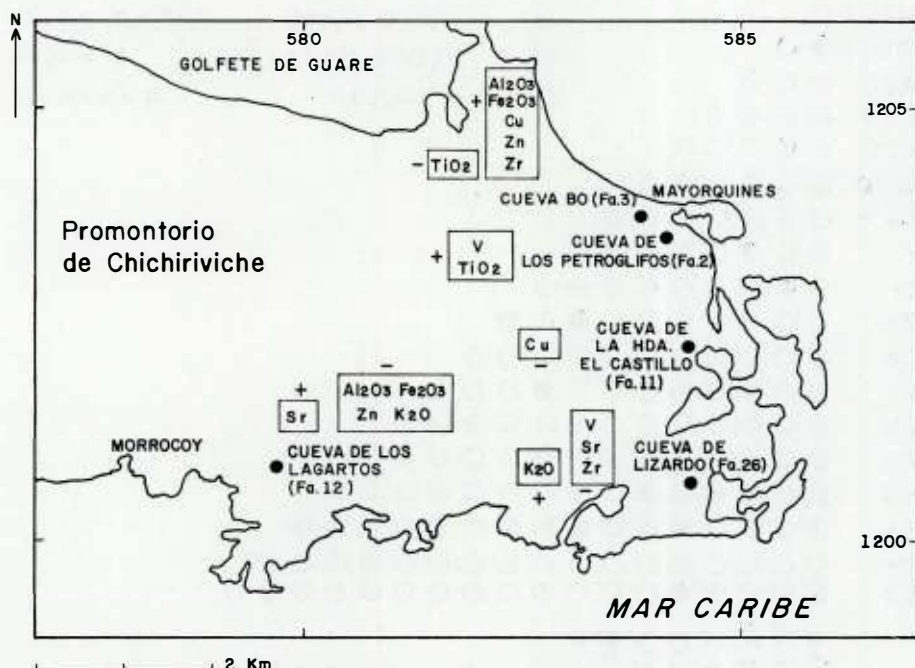 N
580
585
GOLFETE DE GUARE
Al2O3
+ Fe2O3
Cu
Zn
Zr
1205
- TiO2
CUEVA BO (Fa.3)
MAYORQUINES
Promontorio
de Chichiriviche
V
+ TiO2
CUEVA DE
LOS PETROGLIFOS (Fa.2)
Cu
-
CUEVA DE
LA HDA.
EL CASTILLO
(Fa.11)
+
Sr
-
Al2O3 Fe2O3
Zn K2O
MORROCOY
CUEVA DE LOS
LAGARTOS
(Fa.12)
K2O
+
V
Sr
Zr
-
CUEVA DE
LIZARDO (Fa.26)
1200
MAR CARIBE
2 Km